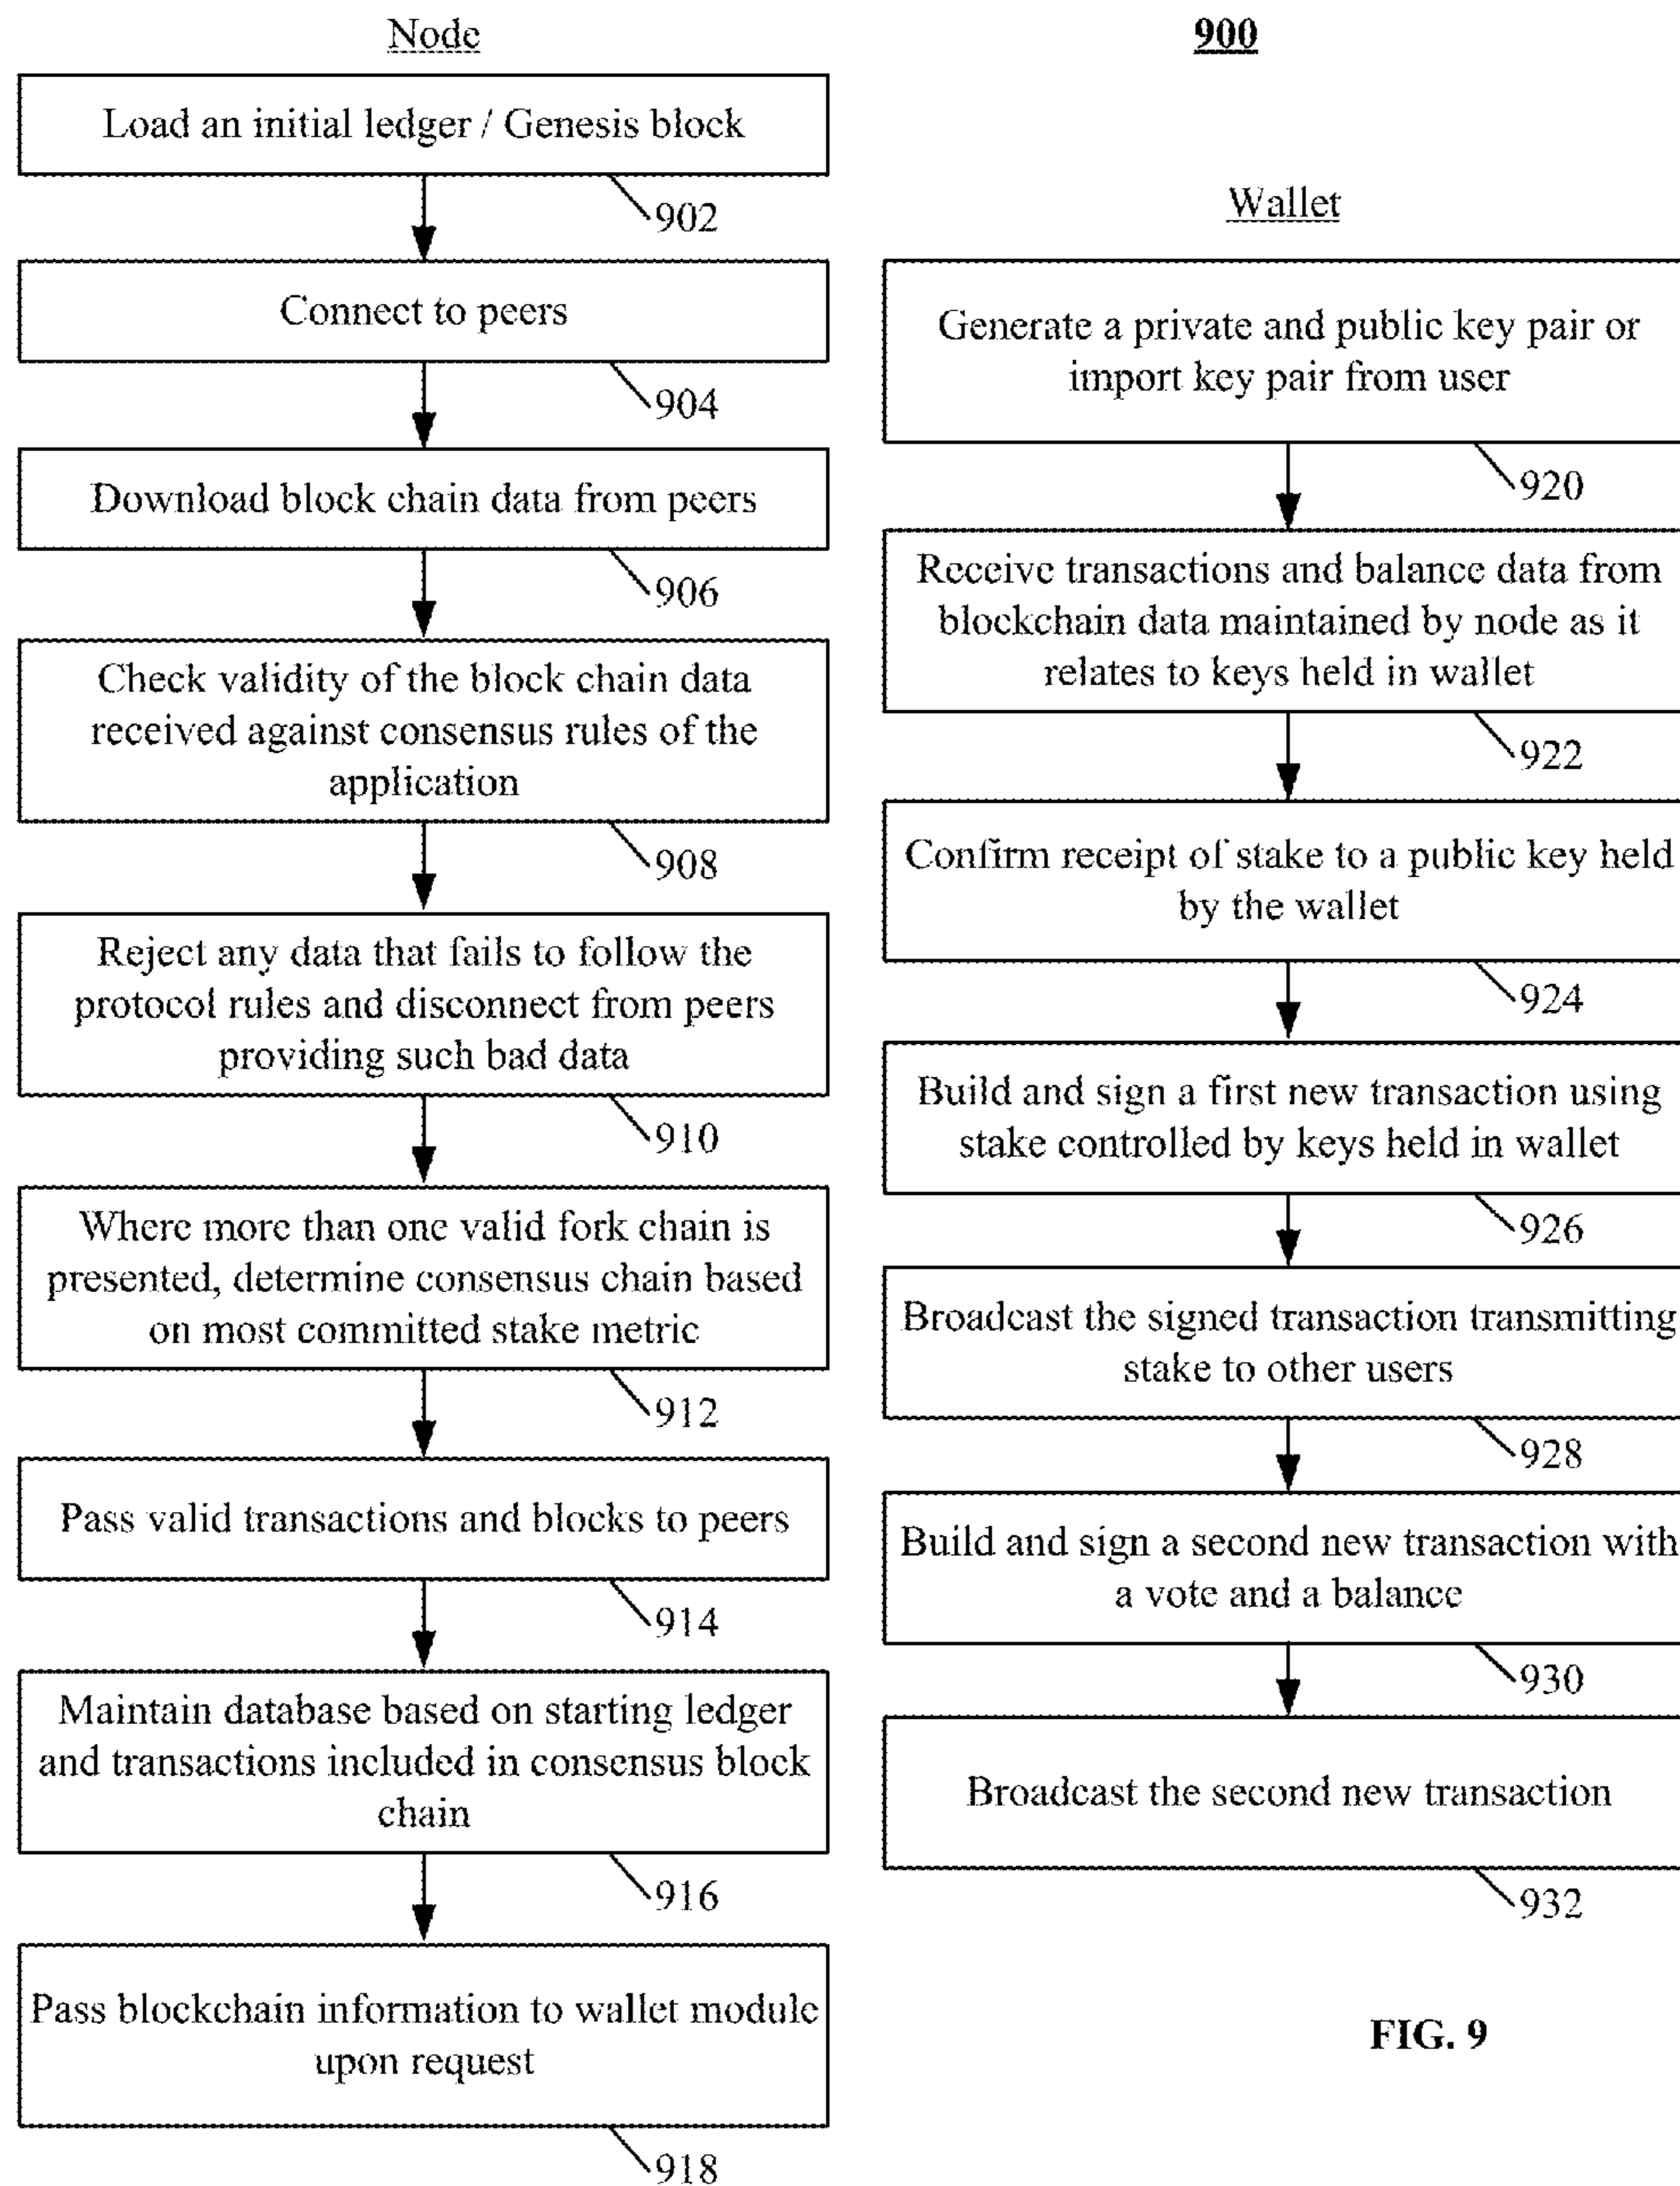 Node
Load an initial ledger / Genesis block
902
Connect to peers
904
Download block chain data from peers
906
Check validity of the block chain data
received against consensus rules of the
application
908
Reject any data that fails to follow the
protocol rules and disconnect from peers
providing such bad data
910
Where more than one valid fork chain is
presented, determine consensus chain based
on most committed stake metric
912
Pass valid transactions and blocks to peers
914
Maintain database based on starting ledger
and transactions included in consensus block
chain
916
Pass blockchain information to wallet module
upon request
918
900
Wallet
Generate a private and public key pair or
import key pair from user
920
Receive transactions and balance data from
blockchain data maintained by node as it
relates to keys held in wallet
922
Confirm receipt of stake to a public key held
by the wallet
924
Build and sign a first new transaction using
stake controlled by keys held in wallet
926
Broadcast the signed transaction transmitting
stake to other users
928
Build and sign a second new transaction with
a vote and a balance
930
Broadcast the second new transaction
932
FIG. 9